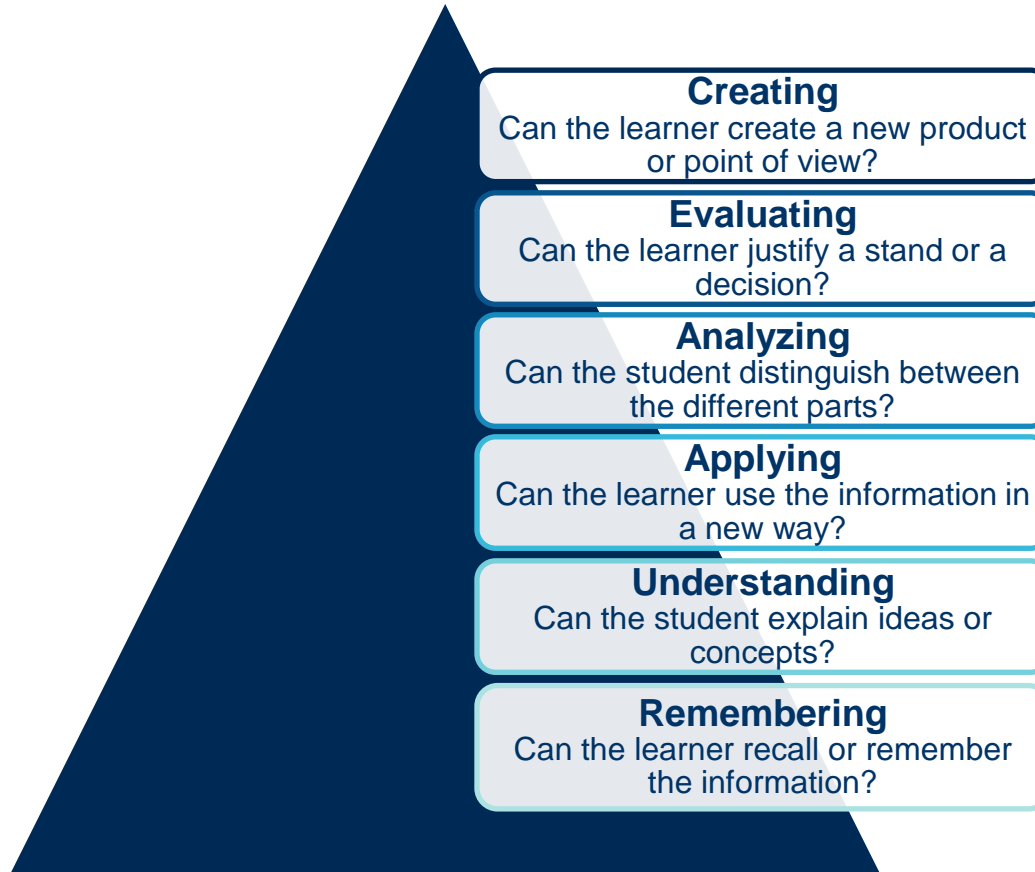 Creating
Can the learner create a new product
or point of view?
Evaluating
Can the learner justify a stand or a
decision?
Analyzing
Can the student distinguish between
the different parts?
Applying
Can the learner use the information in
a new way?
Understanding
Can the student explain ideas or
concepts?
Remembering
Can the learner recall or remember
the information?